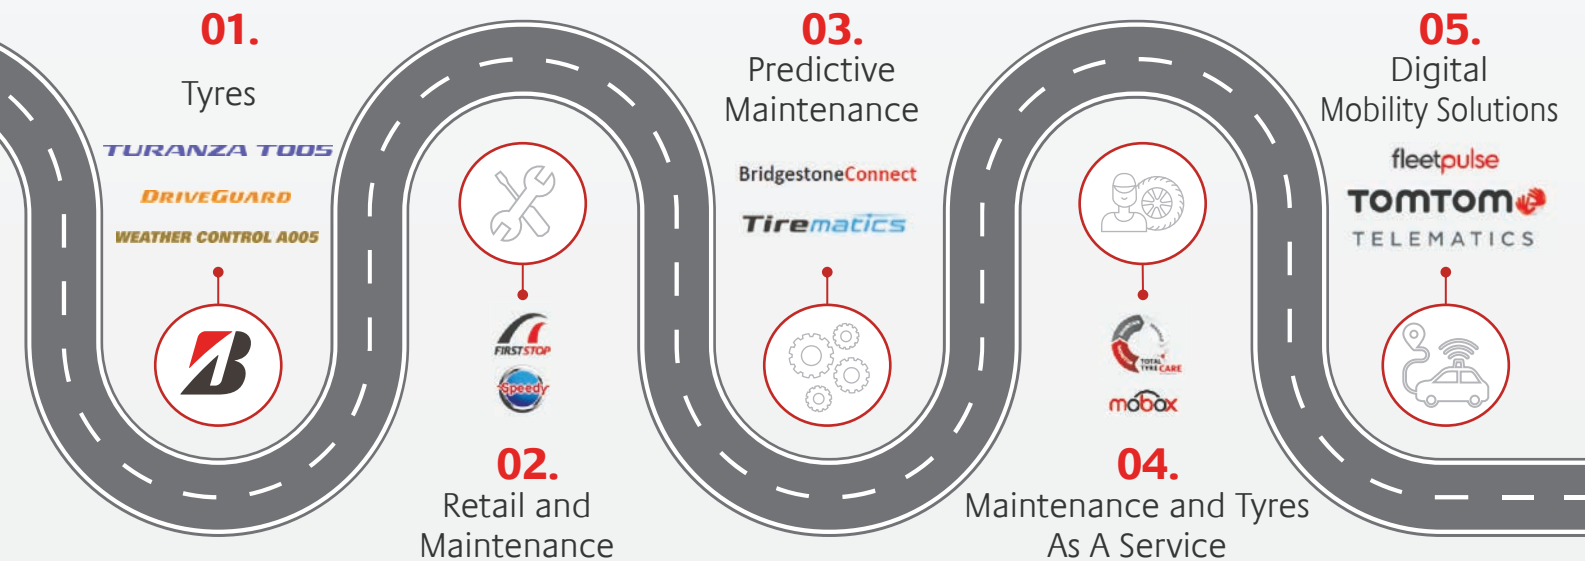 01.
Tyres
TURANZA T005
DRIVEGUARD
WEATHER CONTROL A005
FIRSTSTOP
Speedy
02.
Retail and
Maintenance
03.
Predictive
Maintenance
BridgestoneConnect
Tirematics
TOTAL
TYRE CARE
mobox
04.
Maintenance and Tyres
As A Service
05.
Digital
Mobility Solutions
fleetpulse
TOMTOM
TELEMATICS